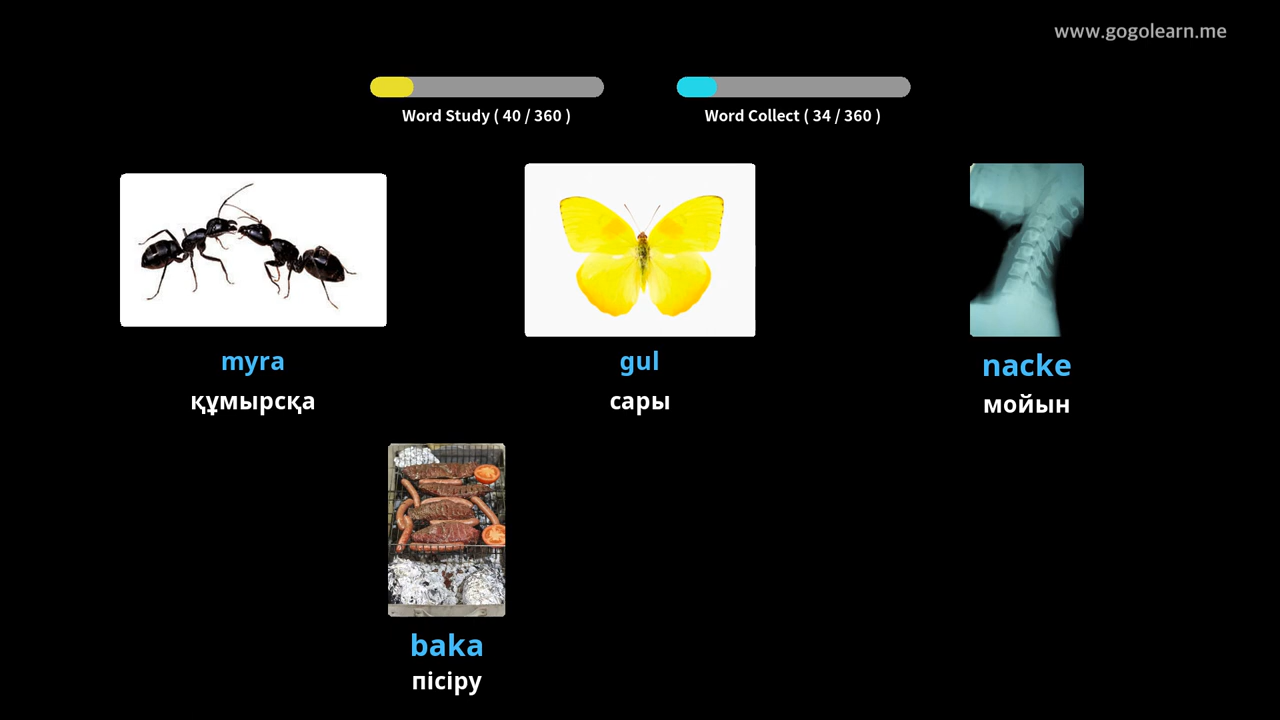 www.gogolearn.me
Word Study ( 40 / 360 )
Word Collect ( 34 / 360 )
myra
құмырсқа
gul
сары
nacke
мойын
baka
пісіру